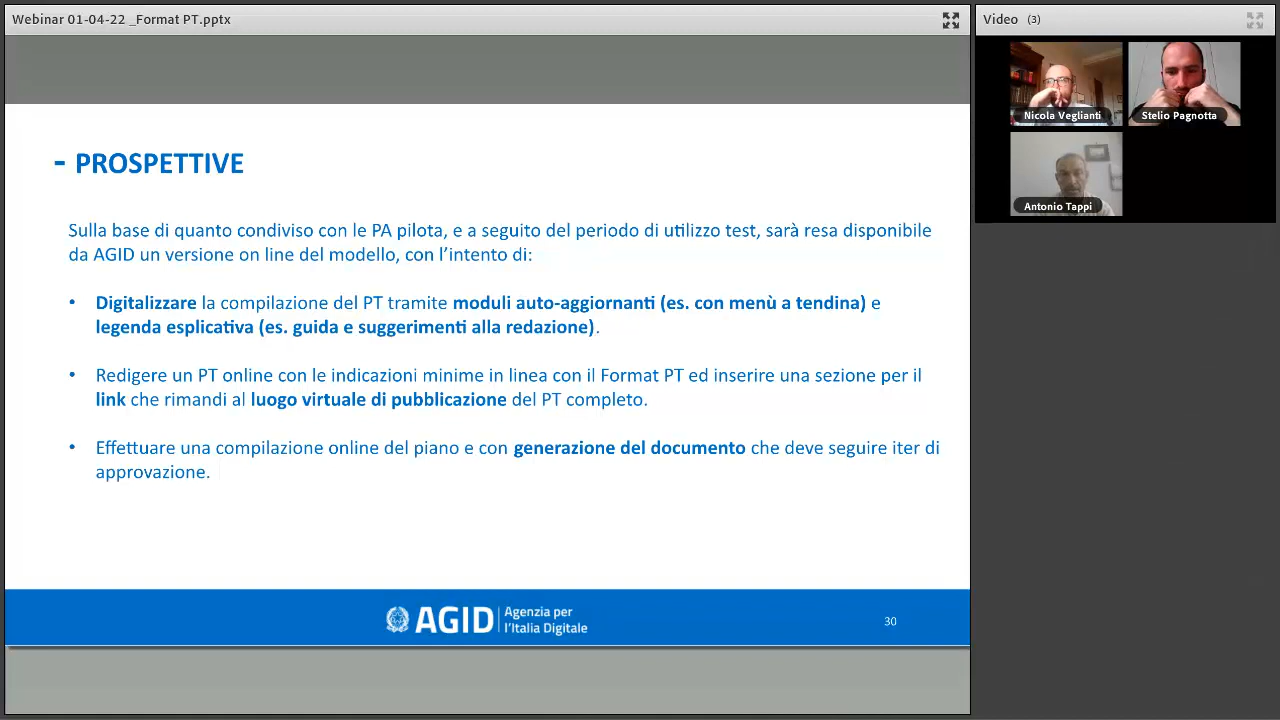 Webinar 01-04-22 _Format PT.pptx
Video (3)
Nicola Veglianti
Stelio Pagnotta
Antonio Tappi
- PROSPETTIVE
Sulla base di quanto condiviso con le PA pilota, e a seguito del periodo di utilizzo test, sarà resa disponibile
da AGID un versione on line del modello, con l’intento di:
• Digitalizzare la compilazione del PT tramite moduli auto-aggiornanti (es. con menù a tendina) e
legenda esplicativa (es. guida e suggerimenti alla redazione).
• Redigere un PT online con le indicazioni minime in linea con il Format PT ed inserire una sezione per il
link che rimandi al luogo virtuale di pubblicazione del PT completo.
• Effettuare una compilazione online del piano e con generazione del documento che deve seguire iter di
approvazione.
AGID
Agenzia per
l’Italia Digitale
30